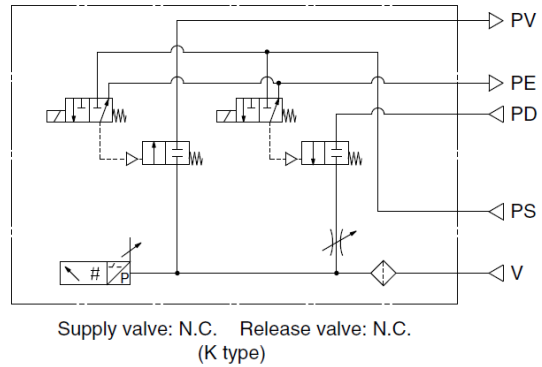 PV
PE
PD
PS
# P V
Supply valve: N.C. Release valve: N.C.
(K type)